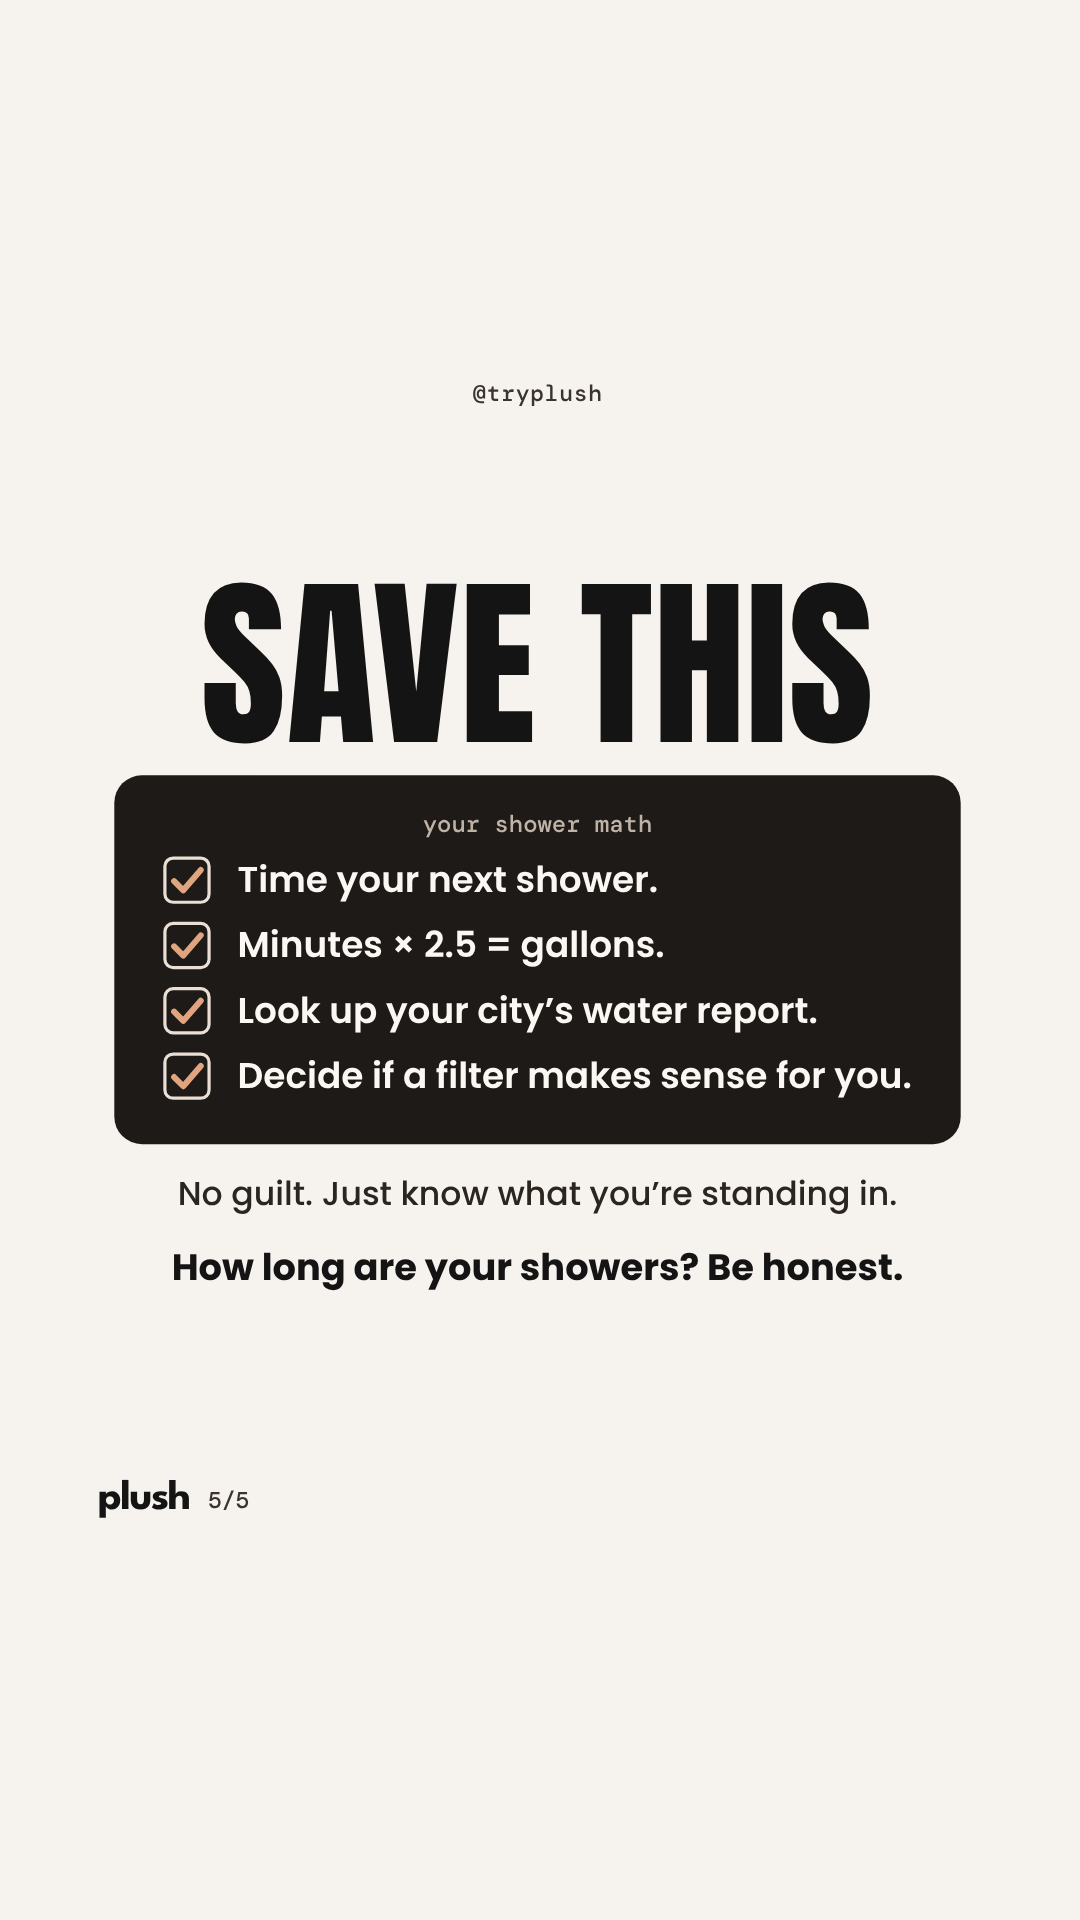 @tryplush
SAVE THIS
your shower math
Time your next shower.
Minutes × 2.5 = gallons.
Look up your city’s water report.
Decide if a filter makes sense for you.
No guilt. Just know what you’re standing in.
How long are your showers? Be honest.
plush 5/5